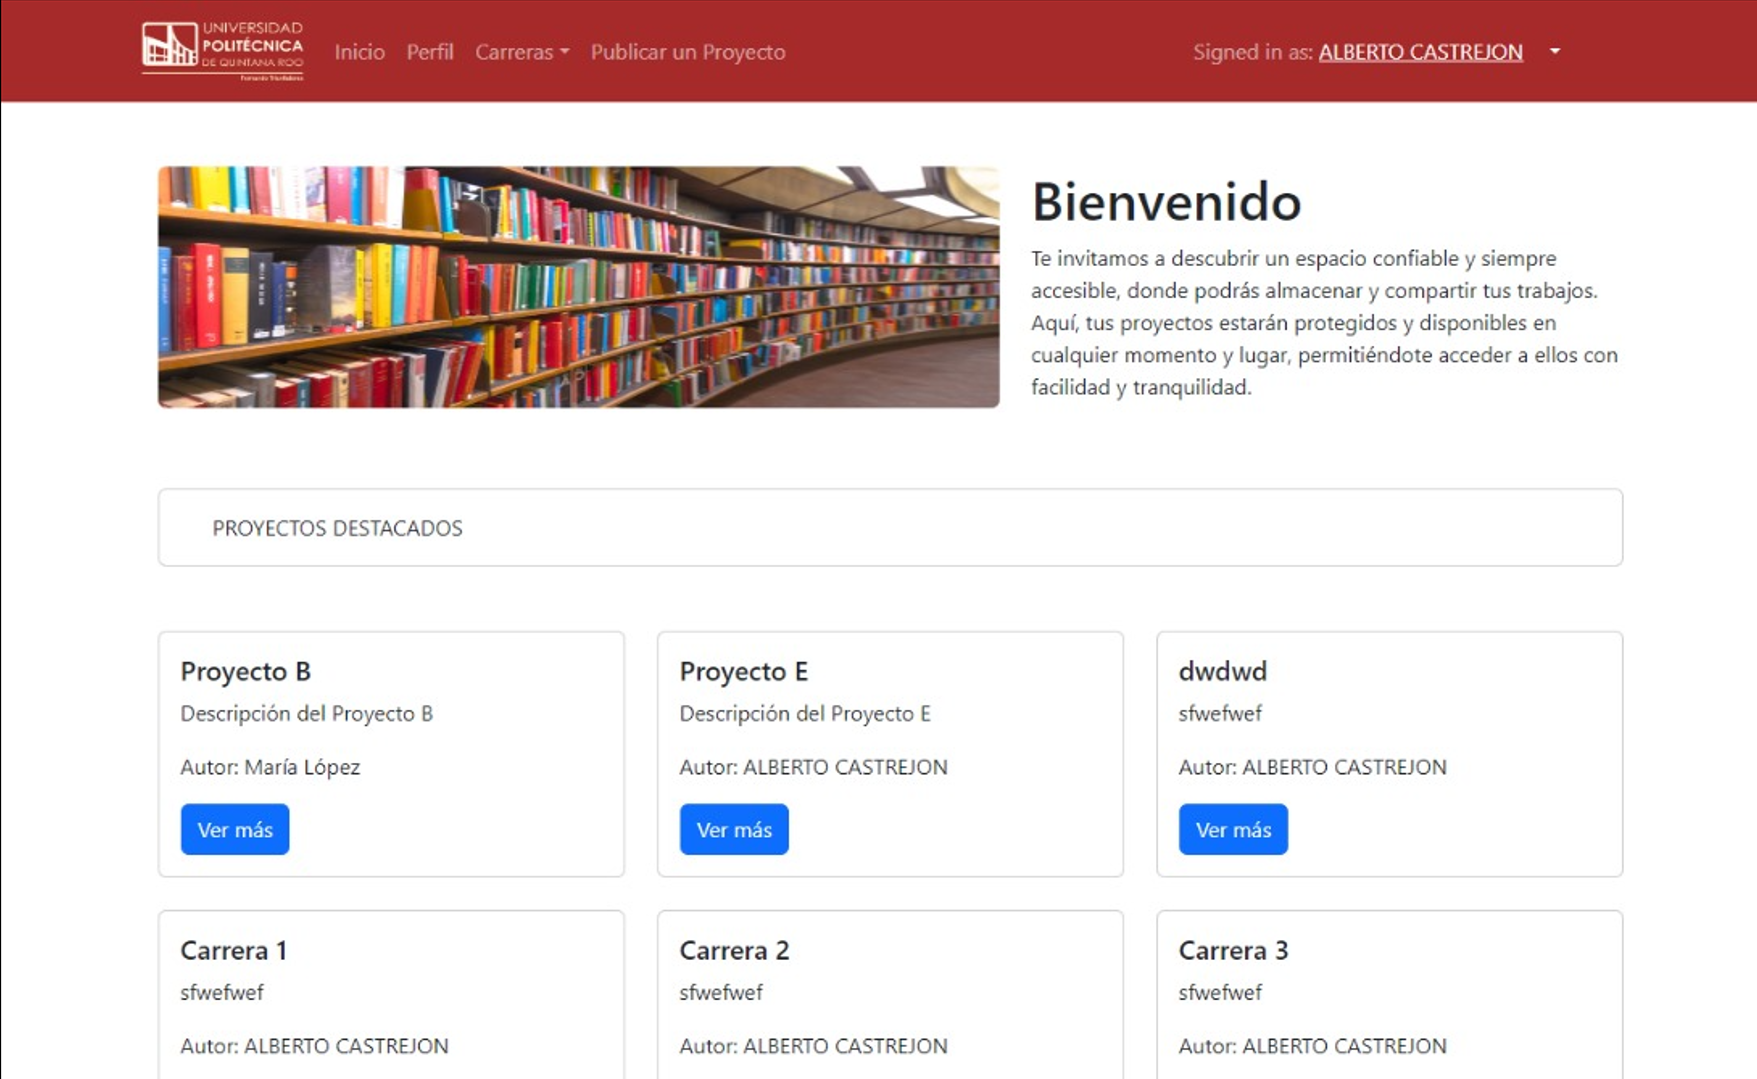 UNIVERSIDAD
POLITÉCNICA
DE QUINTANA ROO
Inicio
Perfil
Carreras
Publicar un Proyecto
Signed in as: ALBERTO CASTREJON
Bienvenido
Te invitamos a descubrir un espacio confiable y siempre
accesible, donde podrás almacenar y compartir tus trabajos.
Aquí, tus proyectos estarán protegidos y disponibles en
cualquier momento y lugar, permitiéndote acceder a ellos con
facilidad y tranquilidad.
PROYECTOS DESTACADOS
Proyecto B
Descripción del Proyecto B
Autor: María López
Ver más
Proyecto E
Descripción del Proyecto E
Autor: ALBERTO CASTREJON
Ver más
dwdwd
sfwefwef
Autor: ALBERTO CASTREJON
Ver más
Carrera 1
sfwefwef
Autor: ALBERTO CASTREJON
Carrera 2
sfwefwef
Autor: ALBERTO CASTREJON
Carrera 3
sfwefwef
Autor: ALBERTO CASTREJON